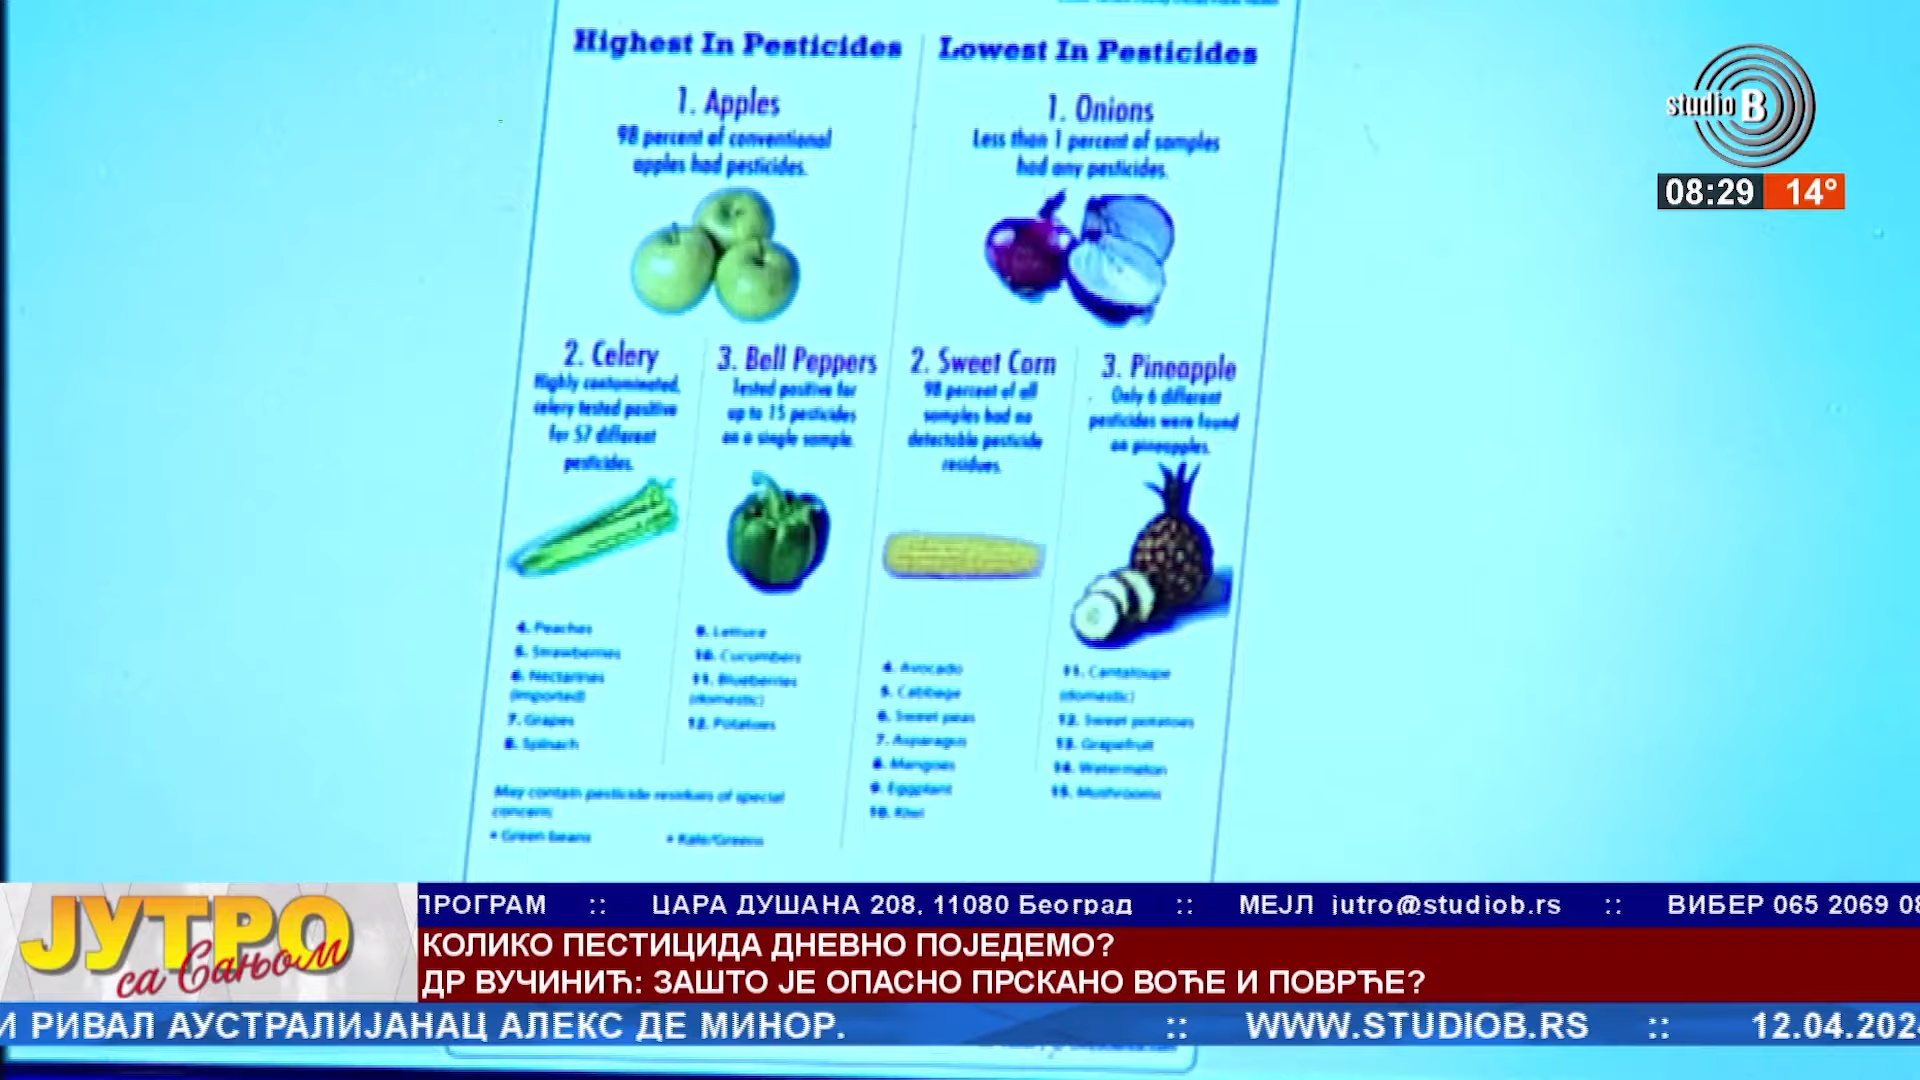 Highest In Pesticides
1. Apples
98 percent of conventional
apples had pesticides.
2. Celery
Highly contaminated,
celery tested positive
for 57 different
pesticides.
3. Bell Peppers
Tested positive for
up to 15 pesticides
on a single sample.
4. Peaches
5. Strawberries
6. Nectarines
(imported)
7. Grapes
8. Spinach
9. Lettuce
10. Cucumbers
11. Blueberries
(domestic)
12. Potatoes
May contain pesticide residues of special
concern:
• Green beans
• Kale/Greens
Lowest In Pesticides
1. Onions
Less than 1 percent of samples
had any pesticides.
2. Sweet Corn
98 percent of all
samples had no
detectable pesticide
residues.
3. Pineapple
Only 6 different
pesticides were found
on pineapples.
4. Avocado
5. Cabbage
6. Sweet peas
7. Asparagus
8. Mangoes
9. Eggplant
10. Kiwi
11. Cantaloupe
(domestic)
12. Sweet potatoes
13. Grapefruit
14. Watermelon
15. Mushrooms
studio B
08:29 14°
ЈУТРО
са Сањом
ПРОГРАМ :: ЦАРА ДУШАНА 208, 11080 Београд :: МЕЈЛ jutro@studiob.rs :: ВИБЕР 065 2069 08
КОЛИКО ПЕСТИЦИДА ДНЕВНО ПОЈЕДЕМО?
ДР ВУЧИНИЋ: ЗАШТО ЈЕ ОПАСНО ПРСКАНО ВОЋЕ И ПОВРЋЕ?
И РИВАЛ АУСТРАЛИЈАНАЦ АЛЕКС ДЕ МИНОР. :: WWW.STUDIOB.RS :: 12.04.202